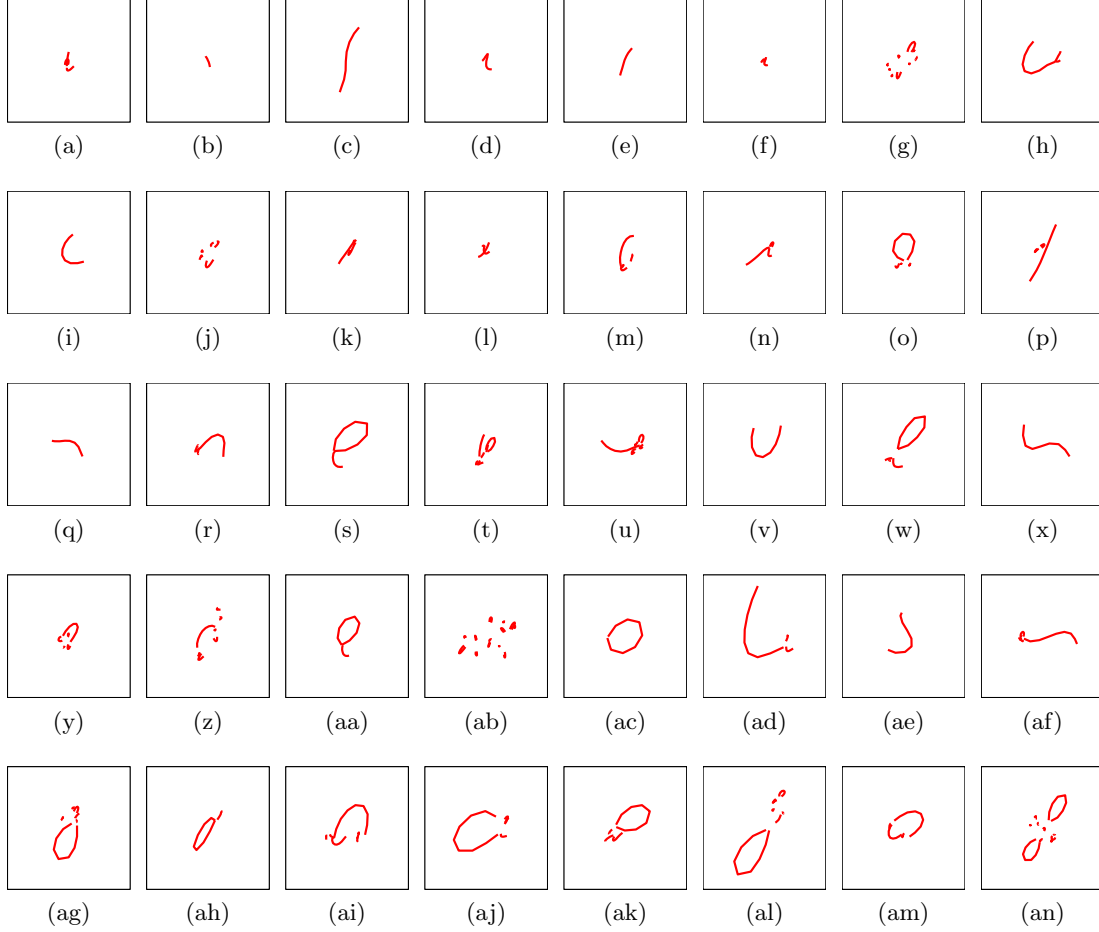 (a) (b) (c) (d) (e) (f) (g) (h)
(i) (j) (k) (l) (m) (n) (o) (p)
(q) (r) (s) (t) (u) (v) (w) (x)
(y) (z) (aa) (ab) (ac) (ad) (ae) (af)
(ag) (ah) (ai) (aj) (ak) (al) (am) (an)